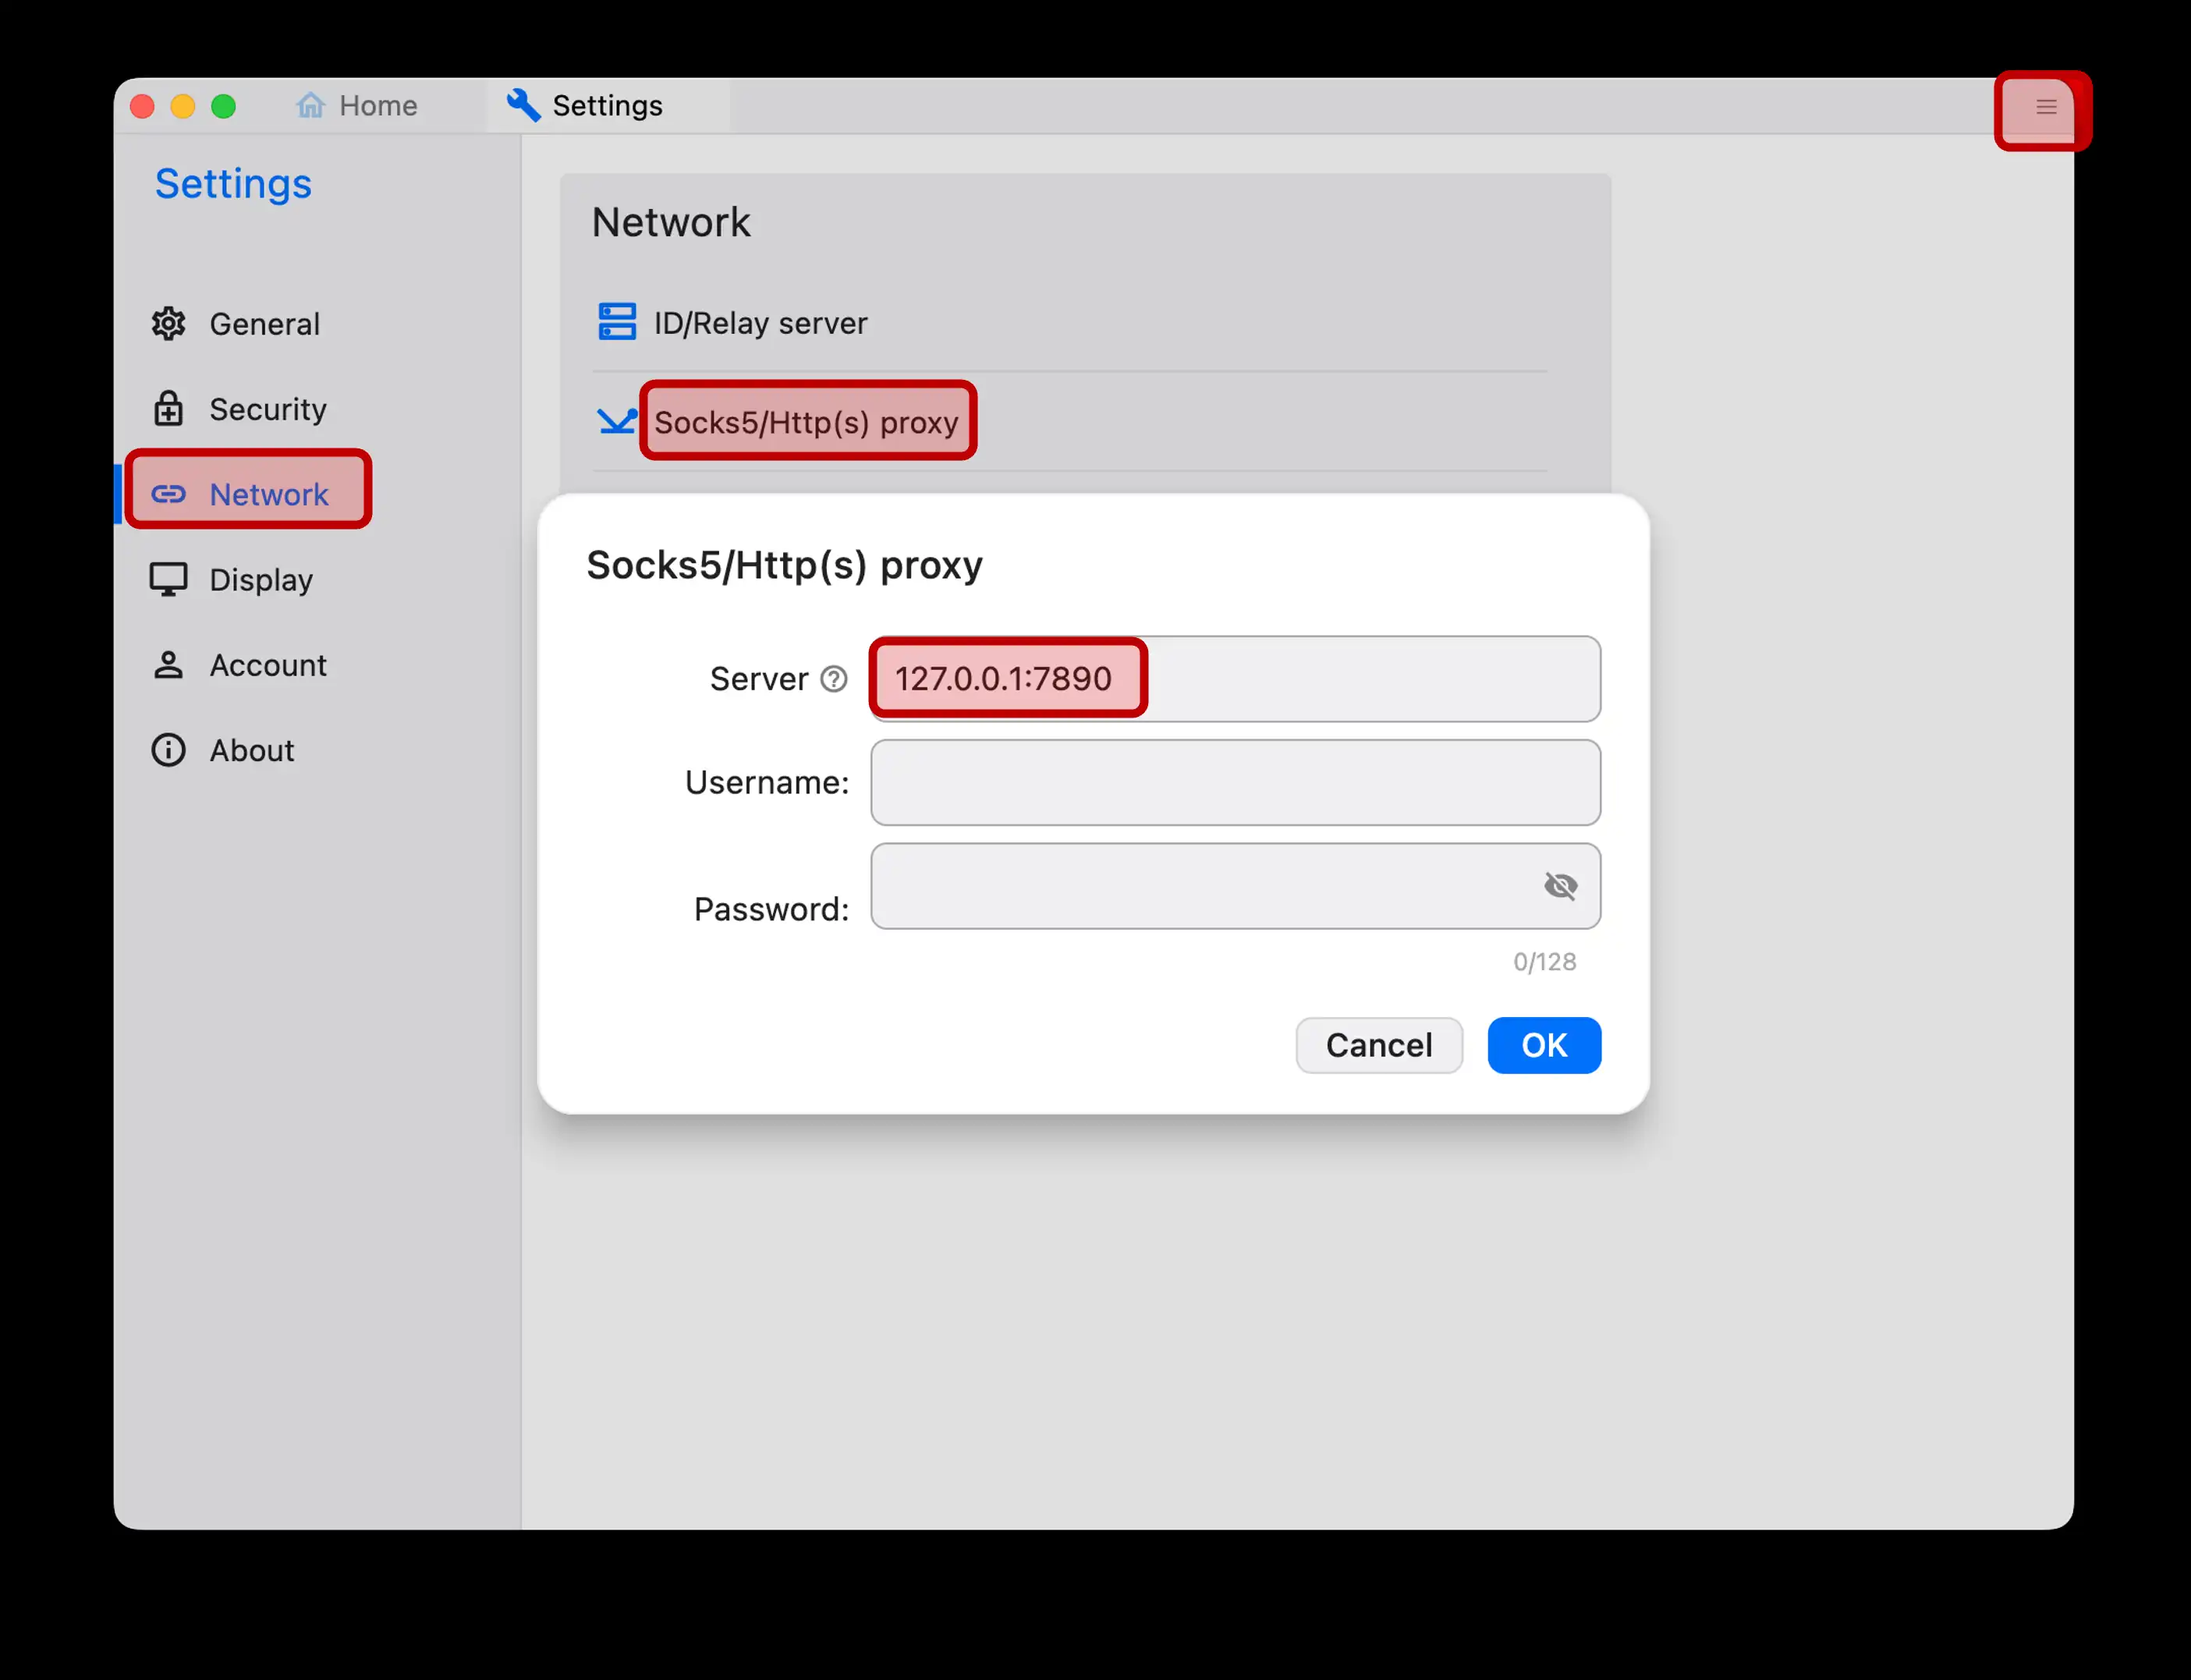 Home
Settings
Settings
General
Security
Network
Display
Account
About
Network
ID/Relay server
Socks5/Http(s) proxy
Socks5/Http(s) proxy
Server
127.0.0.1:7890
Username:
Password:
0/128
Cancel
OK